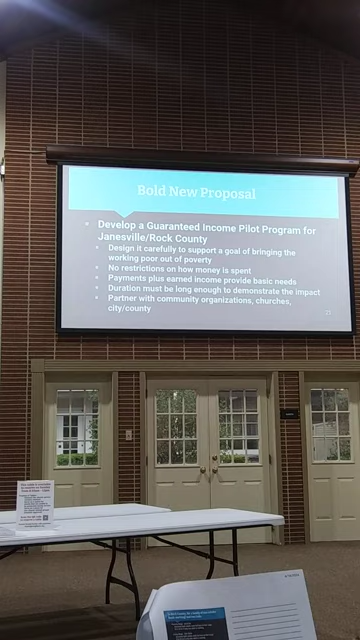 Bold New Proposal
• Develop a Guaranteed Income Pilot Program for
Janesville/Rock County
• Design it carefully to support a goal of bringing the
working poor out of poverty
• No restrictions on how money is spent
• Payments plus earned income provide basic needs
• Duration must be long enough to demonstrate the impact
• Partner with community organizations, churches,
city/county